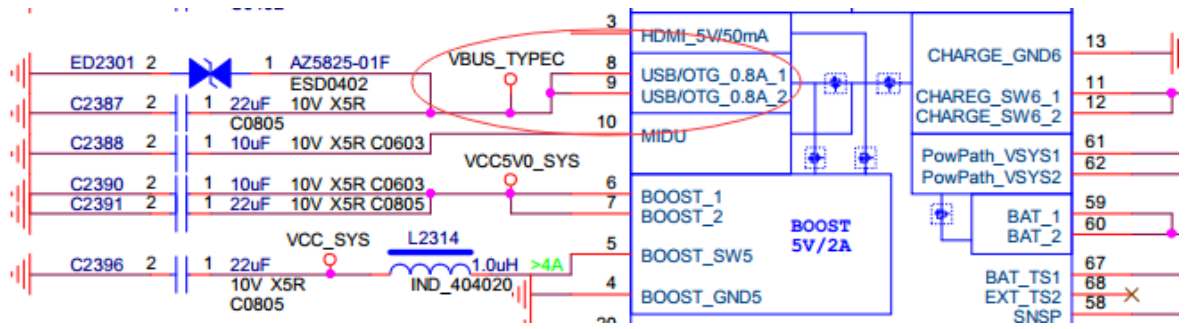 3 HDMI_5V/50mA
ED2301 2 1 AZ5825-01F
ESD0402
VBUS_TYPEC
8 USB/OTG_0.8A_1
9 USB/OTG_0.8A_2
CHARGE_GND6 13
C2387 2 1 22uF 10V X5R
C0805
CHAREG_SW6_1 11
CHARGE_SW6_2 12
C2388 2 1 10uF 10V X5R C0603
10 MIDU
VCC5V0_SYS
PowPath_VSYS1 61
PowPath_VSYS2 62
C2390 2 1 10uF 10V X5R C0603
C2391 2 1 22uF 10V X5R C0805
6 BOOST_1
7 BOOST_2
BOOST
5V/2A
BAT_1 59
BAT_2 60
VCC_SYS
L2314
C2396 2 1 22uF
10V X5R
C0805
1.0uH >4A
IND_404020
5 BOOST_SW5
4 BOOST_GND5
BAT_TS1 67
EXT_TS2 68
SNSP 58